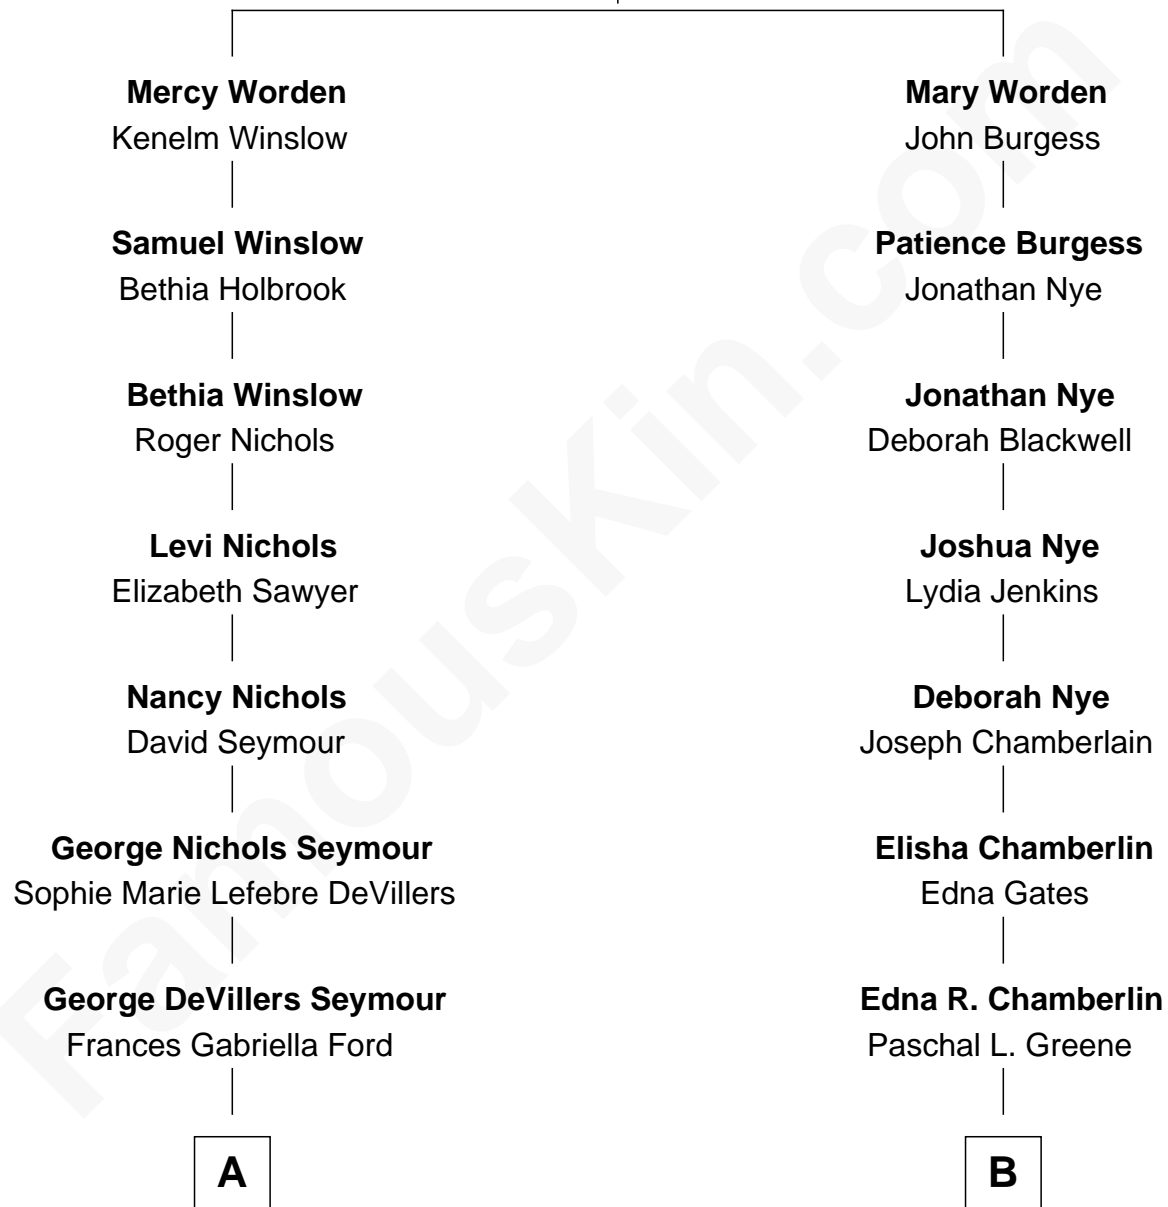 Mercy Worden
Kenelm Winslow
Samuel Winslow
Bethia Holbrook
Bethia Winslow
Roger Nichols
Levi Nichols
Elizabeth Sawyer
Nancy Nichols
David Seymour
George Nichols Seymour
Sophie Marie Lefebre DeVillers
George DeVillers Seymour
Frances Gabriella Ford
A
Mary Worden
John Burgess
Patience Burgess
Jonathan Nye
Jonathan Nye
Deborah Blackwell
Joshua Nye
Lydia Jenkins
Deborah Nye
Joseph Chamberlain
Elisha Chamberlin
Edna Gates
Edna R. Chamberlin
Paschal L. Greene
B
FamousKin.com